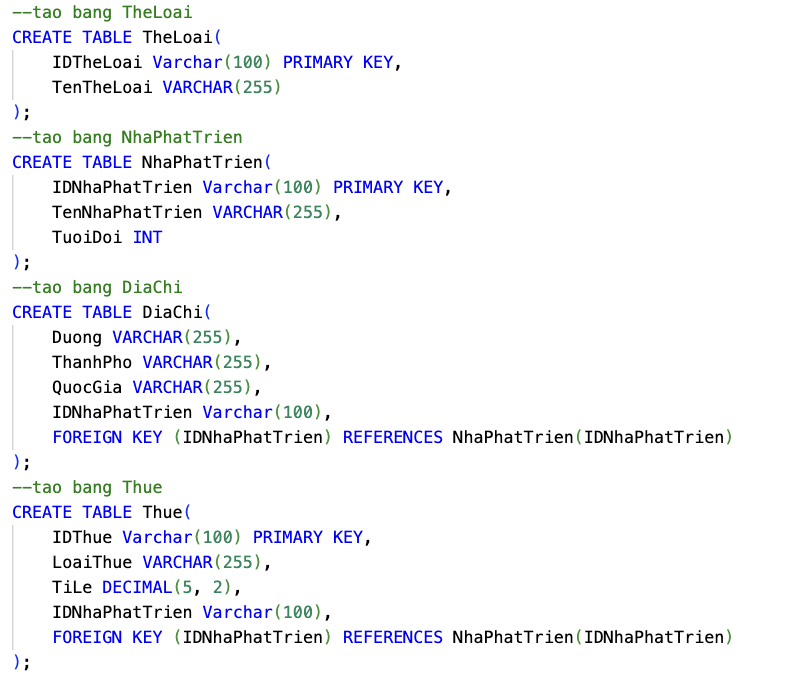 --tao bang TheLoai
CREATE TABLE TheLoai(
    IDTheLoai Varchar(100) PRIMARY KEY,
    TenTheLoai VARCHAR(255)
);
--tao bang NhaPhatTrien
CREATE TABLE NhaPhatTrien(
    IDNhaPhatTrien Varchar(100) PRIMARY KEY,
    TenNhaPhatTrien VARCHAR(255),
    TuoiDoi INT
);
--tao bang DiaChi
CREATE TABLE DiaChi(
    Duong VARCHAR(255),
    ThanhPho VARCHAR(255),
    QuocGia VARCHAR(255),
    IDNhaPhatTrien Varchar(100),
    FOREIGN KEY (IDNhaPhatTrien) REFERENCES NhaPhatTrien(IDNhaPhatTrien)
);
--tao bang Thue
CREATE TABLE Thue(
    IDThue Varchar(100) PRIMARY KEY,
    LoaiThue VARCHAR(255),
    TiLe DECIMAL(5, 2),
    IDNhaPhatTrien Varchar(100),
    FOREIGN KEY (IDNhaPhatTrien) REFERENCES NhaPhatTrien(IDNhaPhatTrien)
);